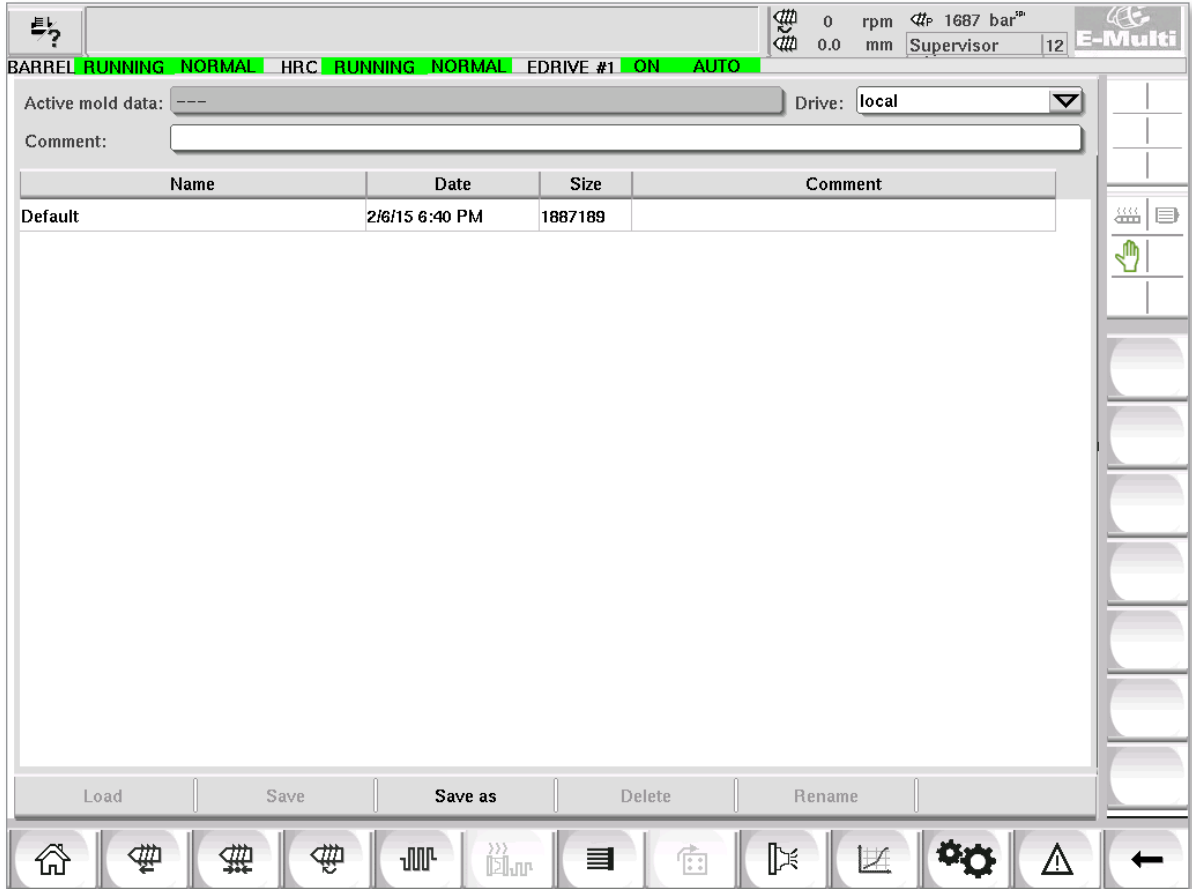 0 rpm 1687 bar
0.0 mm Supervisor 12 E-Multi
BARREL RUNNING NORMAL HRC RUNNING NORMAL EDRIVE #1 ON AUTO
Active mold data: --- Drive: local
Comment:
Name Date Size Comment
Default 2/6/15 6:40 PM 1887189
Load Save Save as Delete Rename